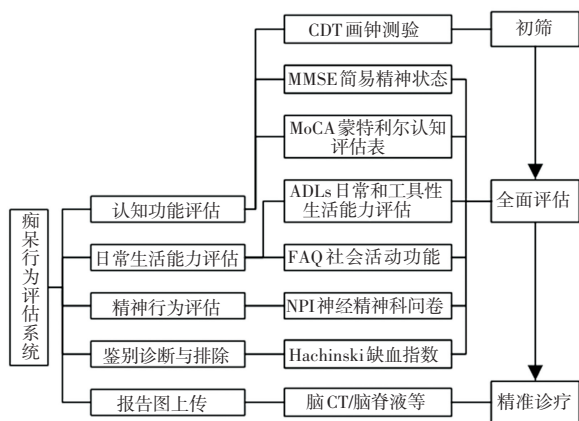 CDT画钟测验
初筛
MMSE简易精神状态
MoCA蒙特利尔认知
评估表
ADLs日常和工具性
生活能力评估
全面评估
认知功能评估
日常生活能力评估
FAQ社会活动功能
精神行为评估
NPI神经精神科问卷
鉴别诊断与排除
Hachinski缺血指数
报告图上传
脑CT/脑脊液等
精准诊疗
痴呆行为评估系统